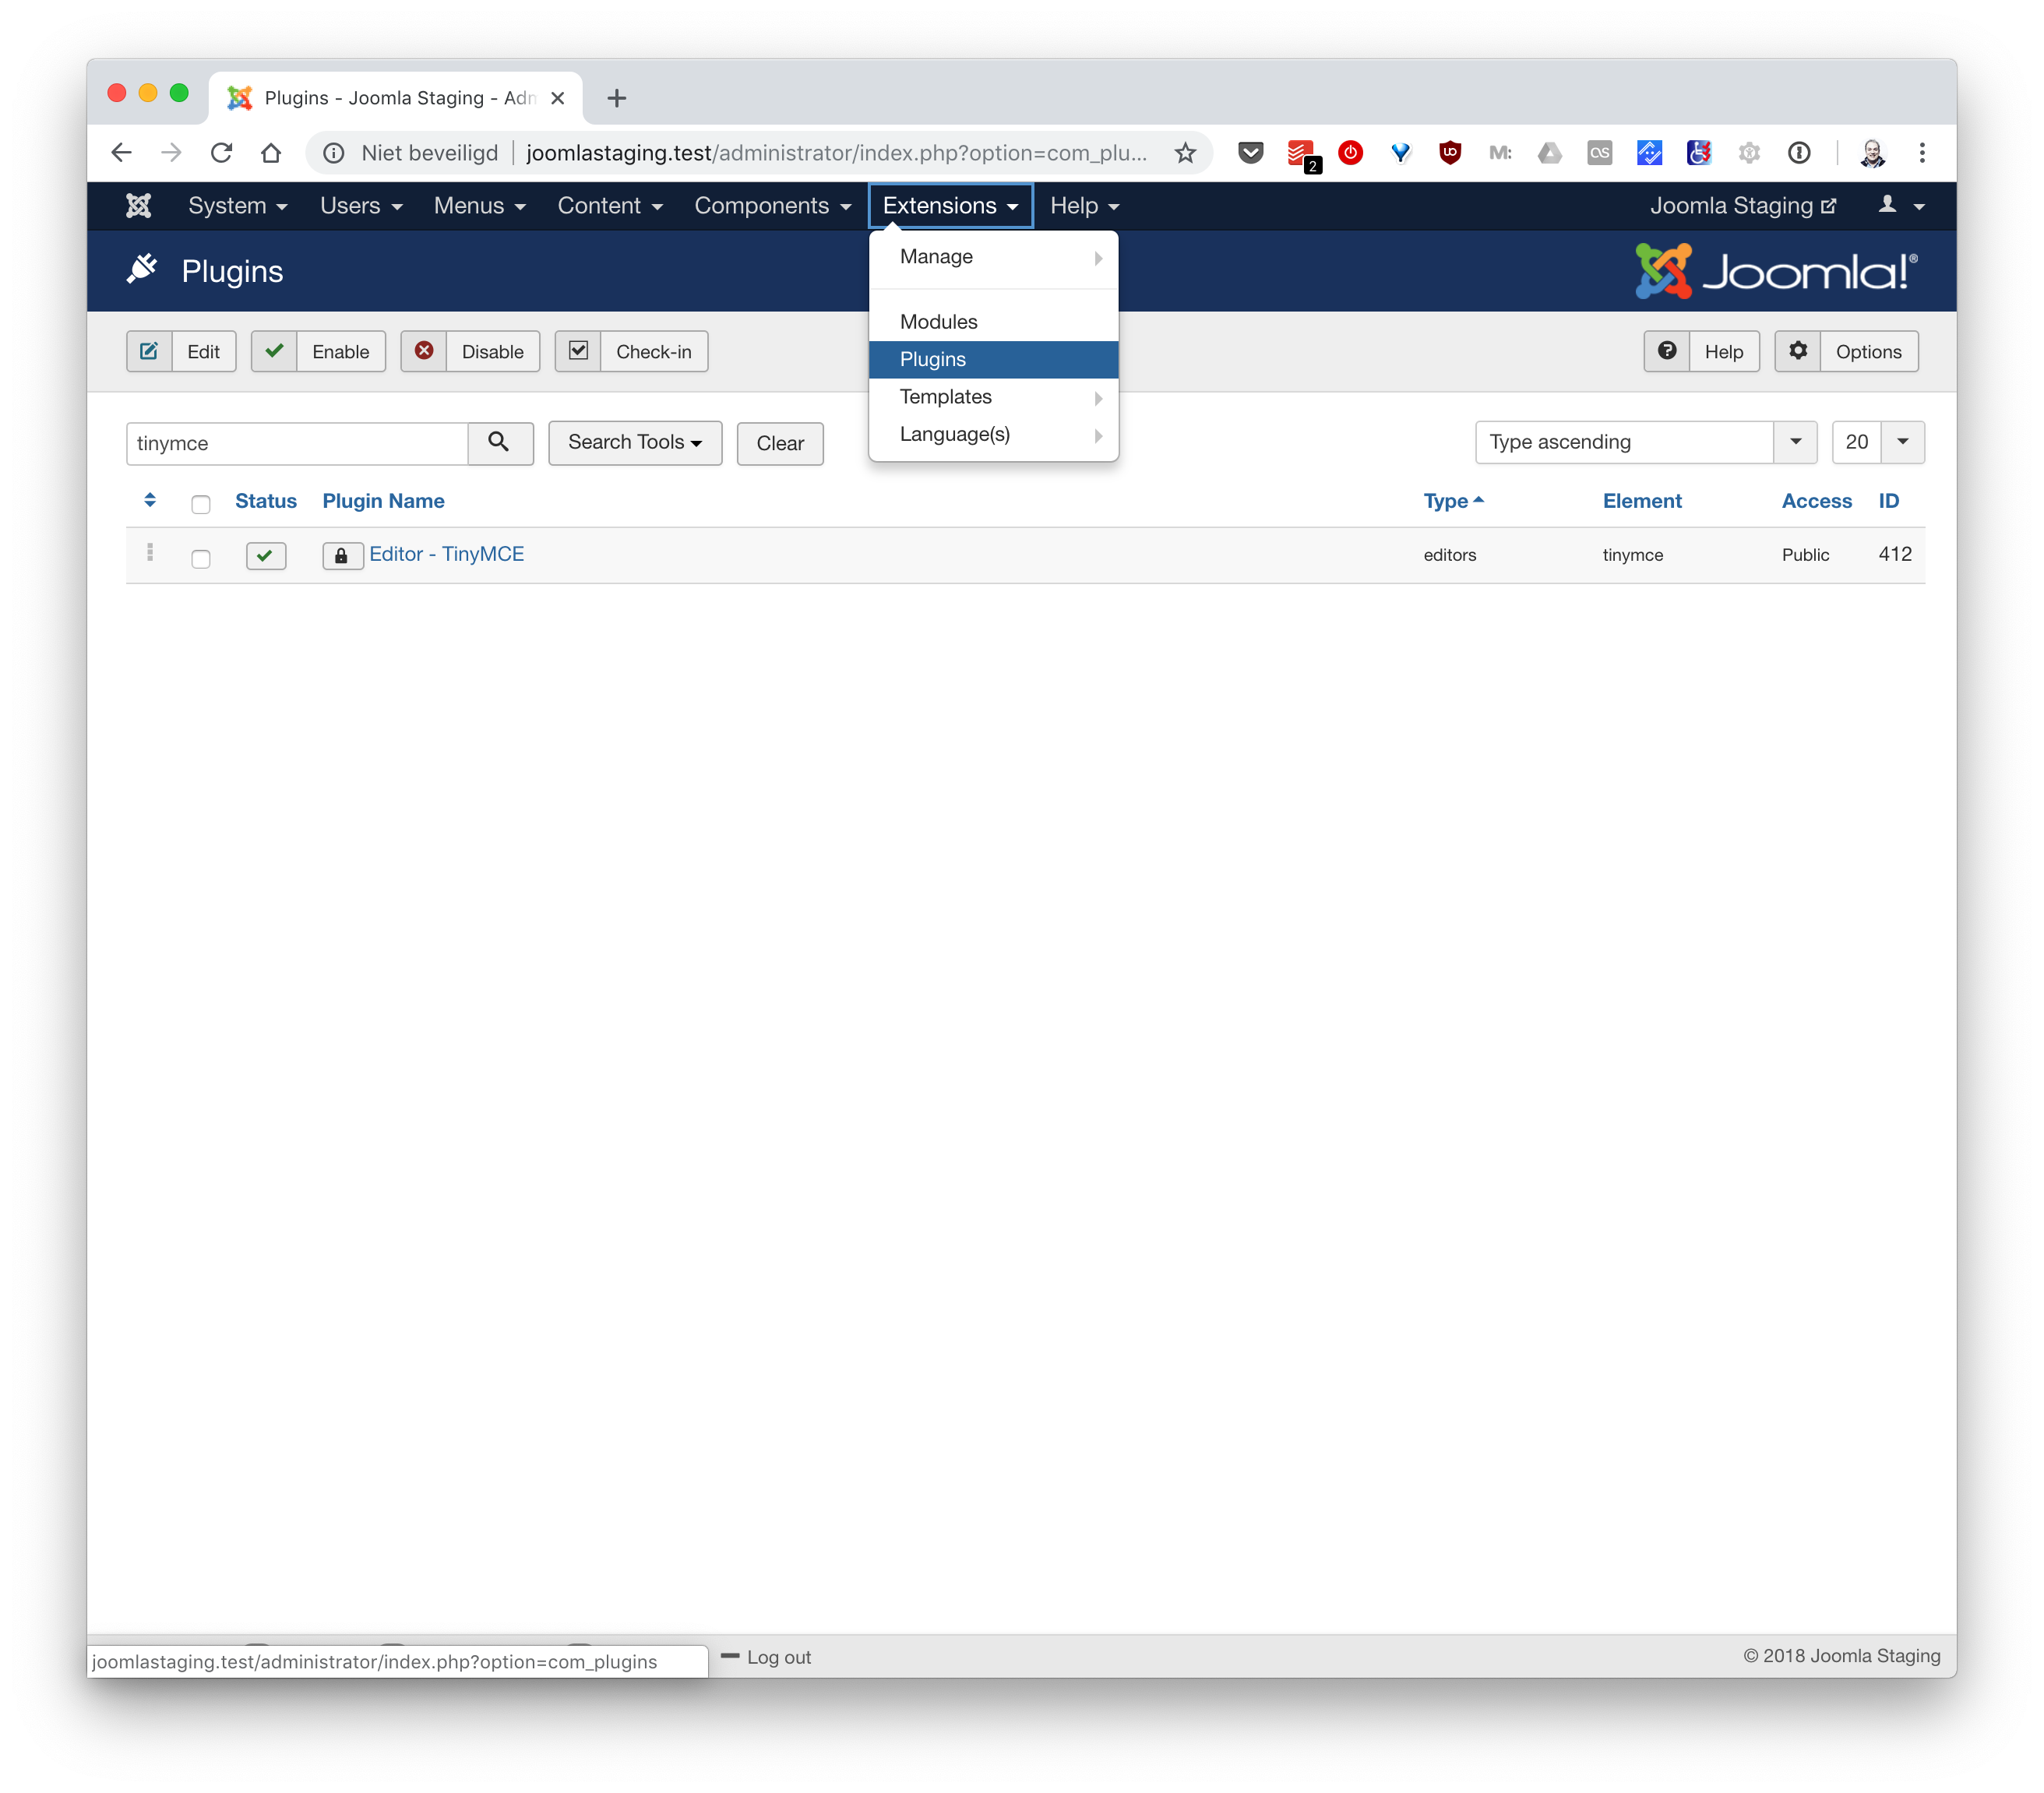 Plugins - Joomla Staging - Adn
Niet beveiligd joomlastaging.test/administrator/index.php?option=com_plu...
2
System Users Menus Content Components Extensions Help Joomla Staging
Plugins
Joomla!®
Manage
Modules
Plugins
Templates
Language(s)
Edit Enable Disable Check-in Help Options
tinymce Search Tools Clear Type ascending 20
Status Plugin Name Type Element Access ID
Editor - TinyMCE editors tinymce Public 412
joomlastaging.test/administrator/index.php?option=com_plugins
Log out
© 2018 Joomla Staging